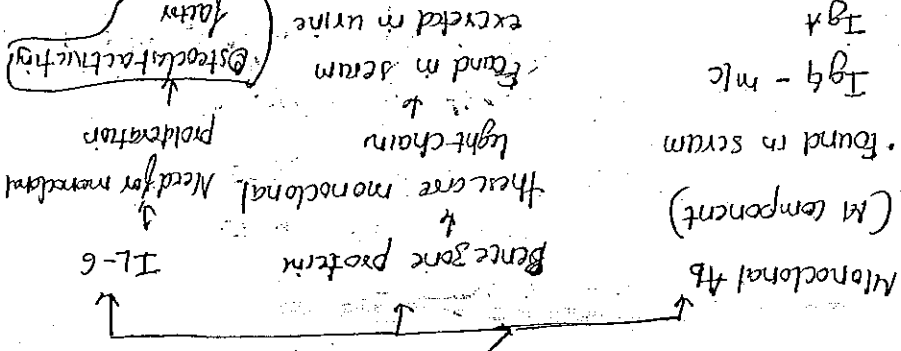 Monoclonal Ab
(M component)
• Found in serum
IgG - m/c
IgA
Bence Jone protein
these are monoclonal
light chain
Found in serum
excreted in urine
IL-6
Need for monoclonal
proliferation
Osteoclast activating
factor